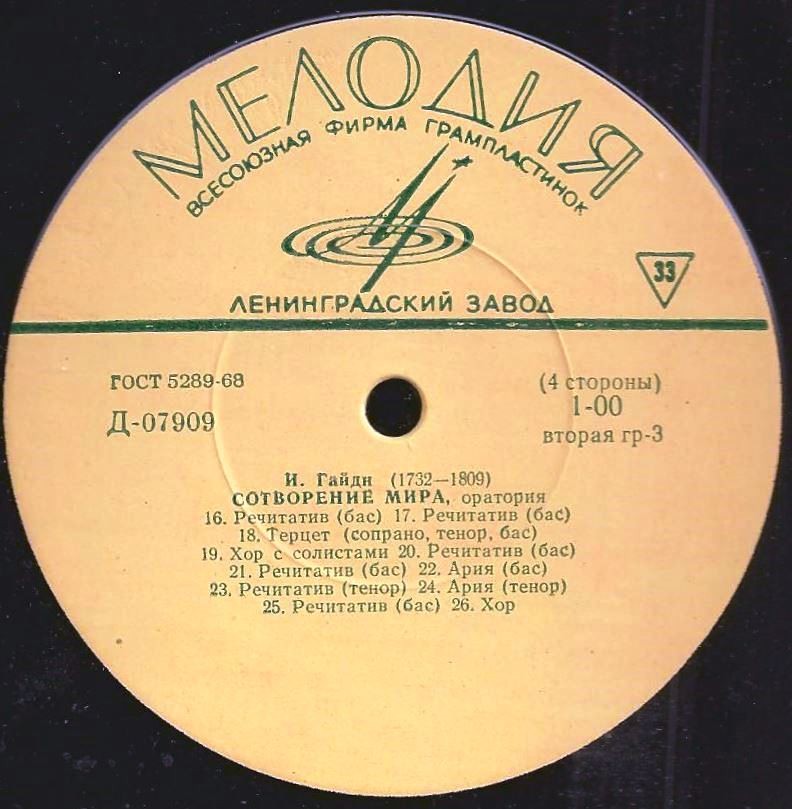 МЕЛОДИЯ
ВСЕСОЮЗНАЯ ФИРМА ГРАМПЛАСТИНОК
33
ЛЕНИНГРАДСКИЙ ЗАВОД
ГОСТ 5289-68
(4 стороны)
Д-07909
1-00
вторая гр-3
И. Гайдн (1732—1809)
СОТВОРЕНИЕ МИРА, оратория
16. Речитатив (бас) 17. Речитатив (бас)
18. Терцет (сопрано, тенор, бас)
19. Хор с солистами 20. Речитатив (бас)
21. Речитатив (бас) 22. Ария (бас)
23. Речитатив (тенор) 24. Ария (тенор)
25. Речитатив (бас) 26. Хор